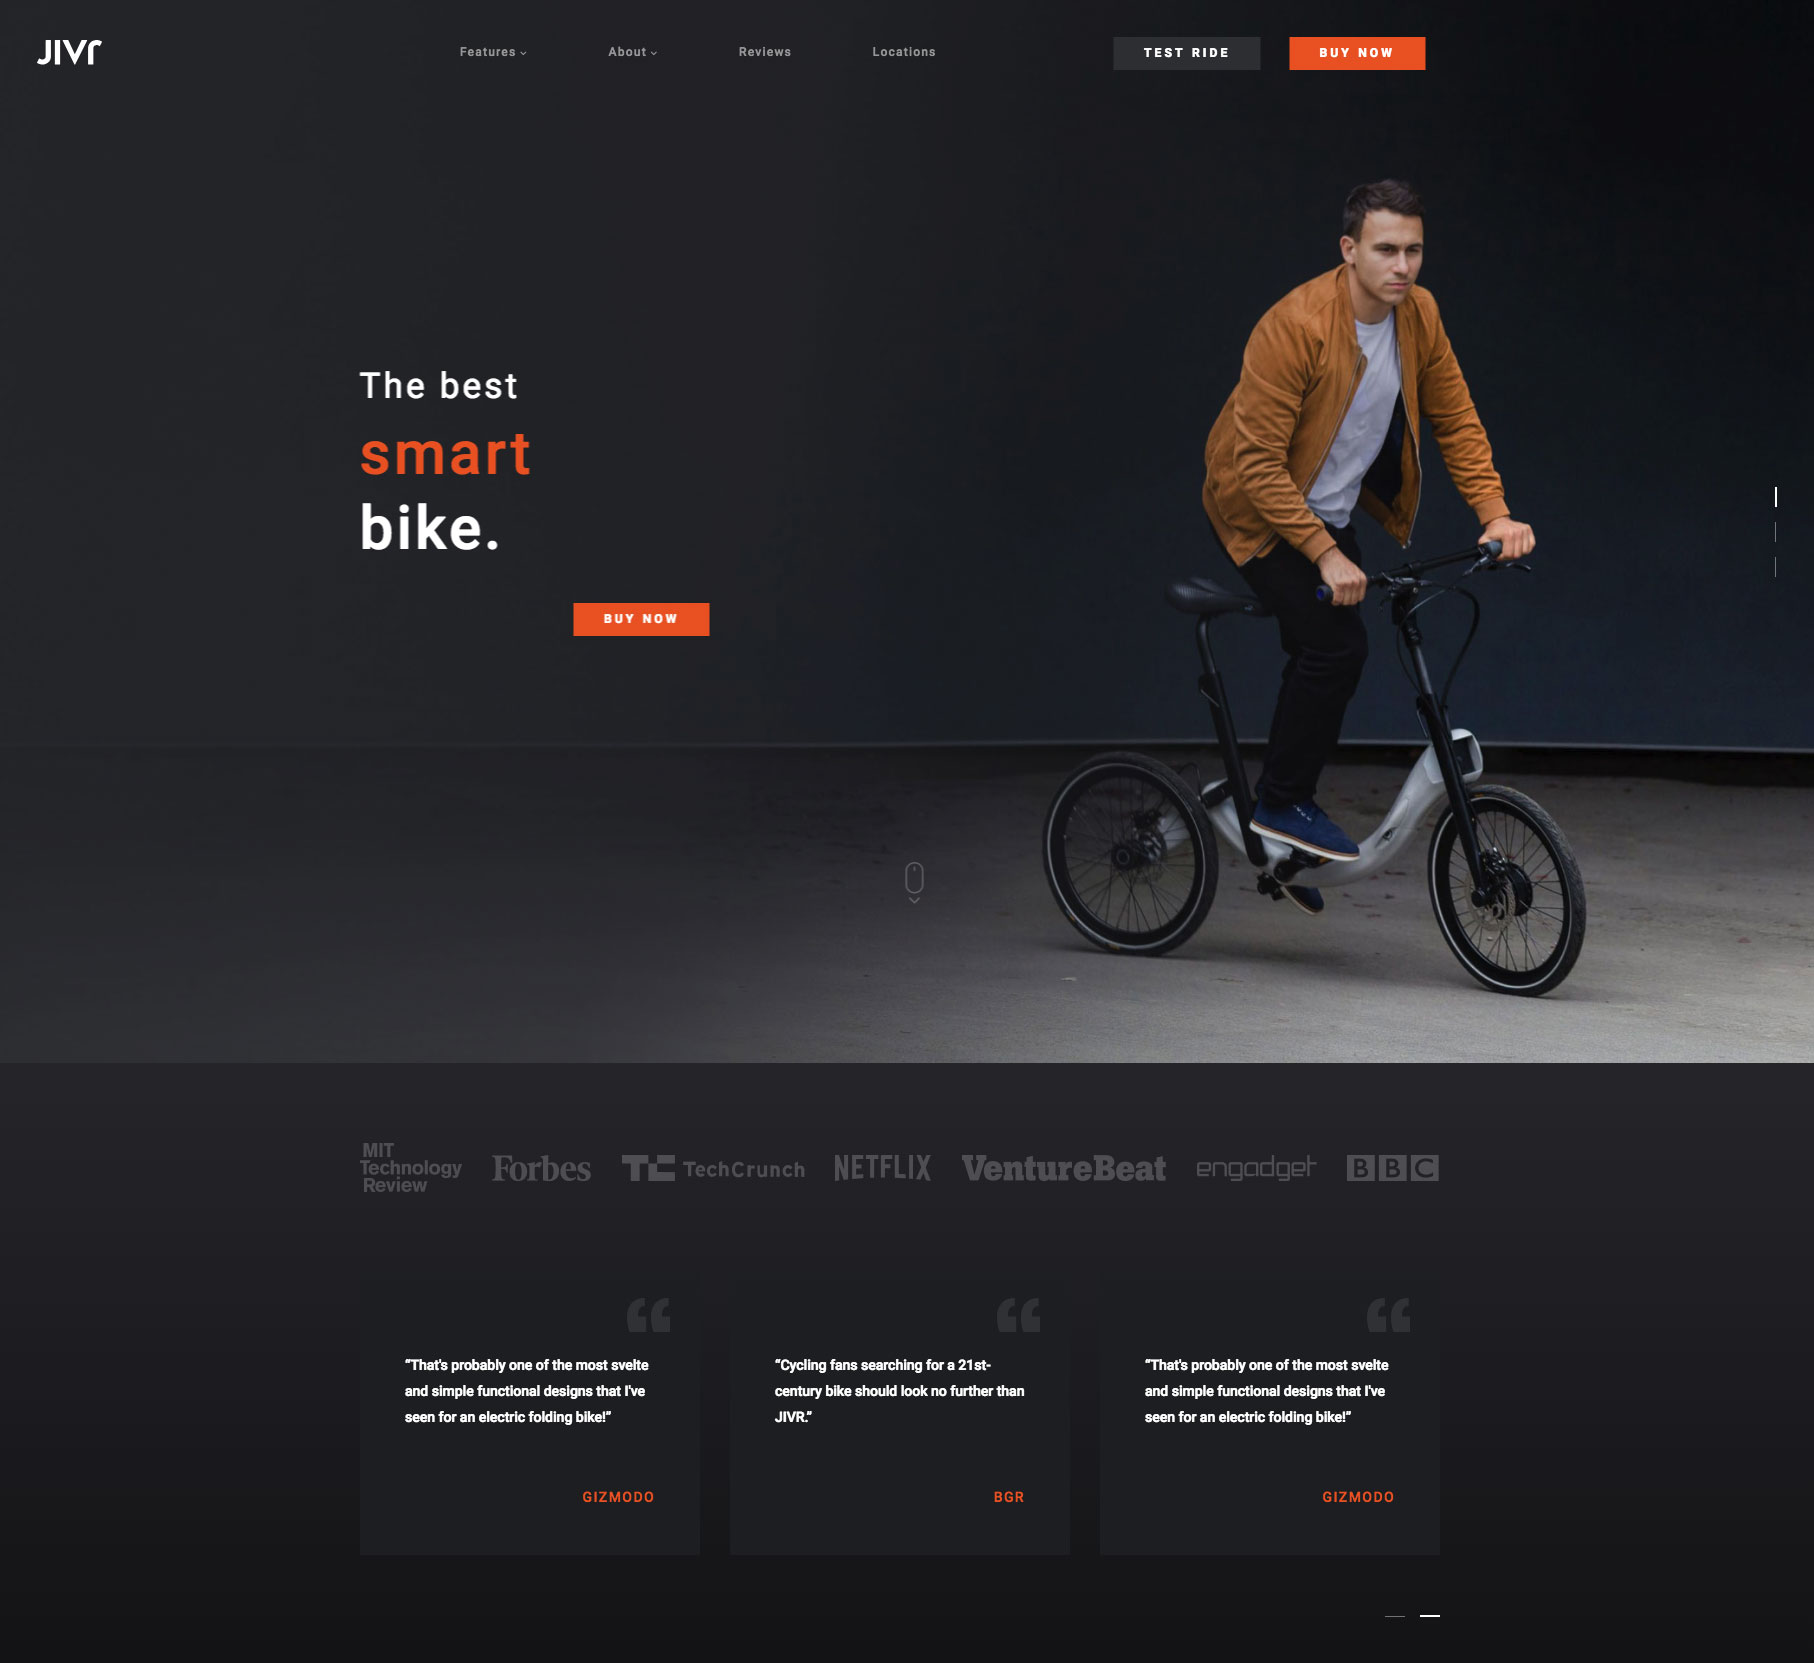 JIVr
Features
About
Reviews
Locations
TEST RIDE
BUY NOW
The best
smart
bike.
BUY NOW
MIT
Technology
Review
Forbes
TC TechCrunch
NETFLIX
VentureBeat
engadget
BBC
“That's probably one of the most svelte
and simple functional designs that I've
seen for an electric folding bike!”
GIZMODO
“Cycling fans searching for a 21st-
century bike should look no further than
JIVR.”
BGR
“That's probably one of the most svelte
and simple functional designs that I've
seen for an electric folding bike!”
GIZMODO